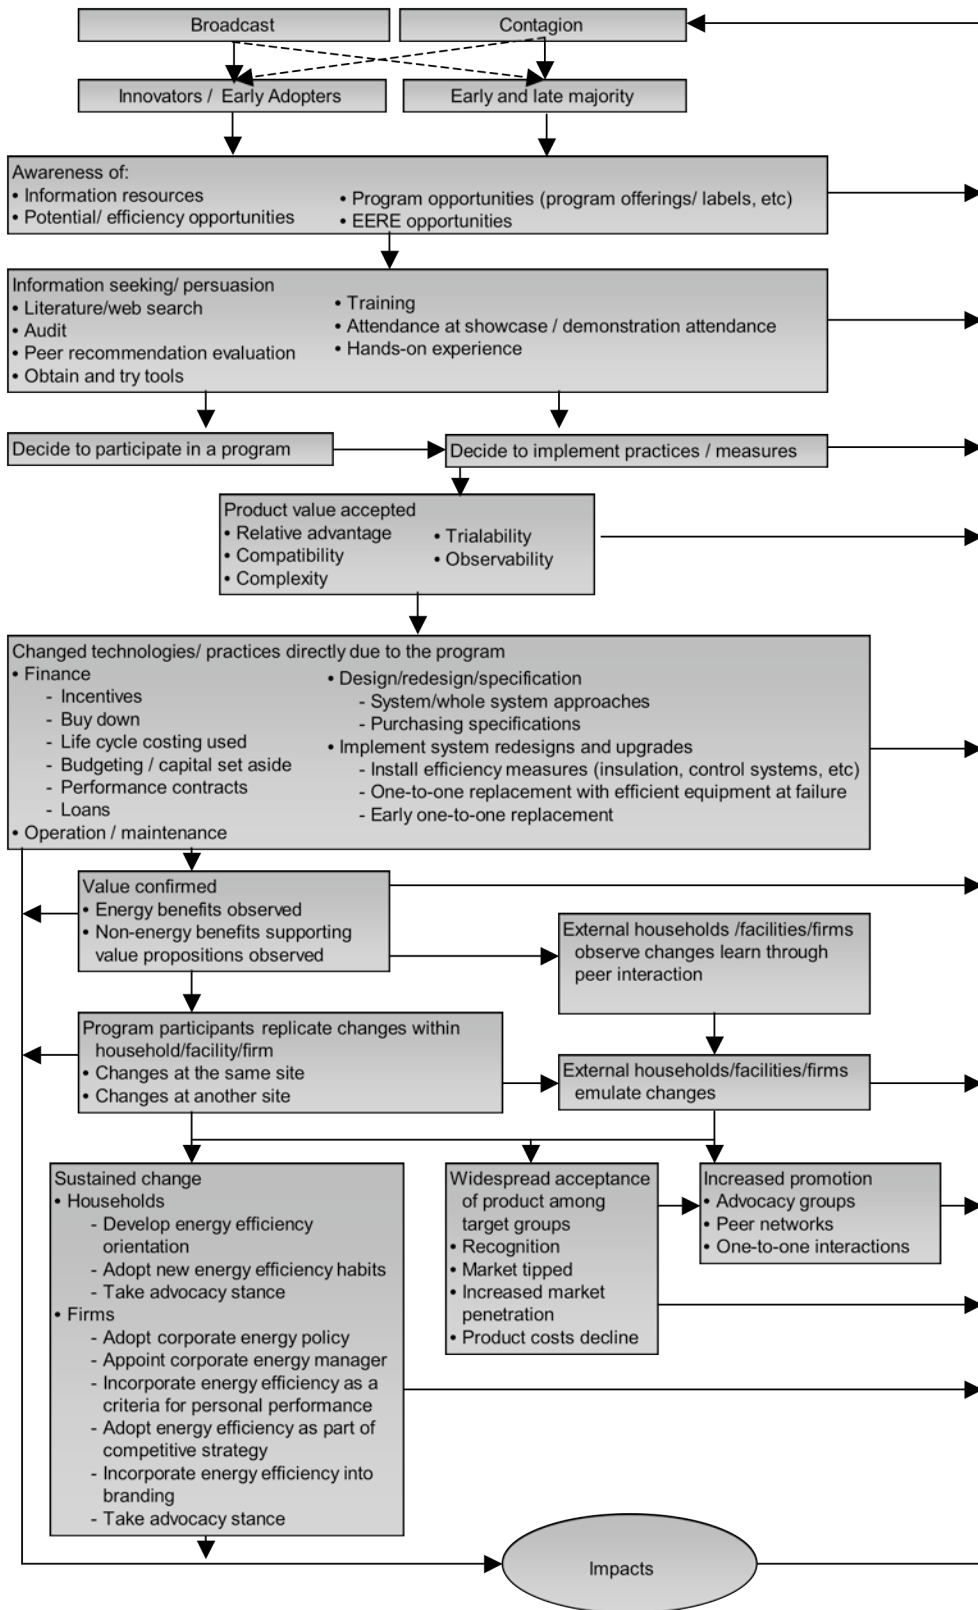 Broadcast
Contagion
Innovators / Early Adopters
Early and late majority
Awareness of:
• Information resources
• Potential/ efficiency opportunities
• Program opportunities (program offerings/ labels, etc)
• EERE opportunities
Information seeking/ persuasion
• Literature/web search
• Audit
• Peer recommendation evaluation
• Obtain and try tools
• Training
• Attendance at showcase / demonstration attendance
• Hands-on experience
Decide to participate in a program
Decide to implement practices / measures
Product value accepted
• Relative advantage
• Compatibility
• Complexity
• Trialability
• Observability
Changed technologies/ practices directly due to the program
• Finance
- Incentives
- Buy down
- Life cycle costing used
- Budgeting / capital set aside
- Performance contracts
- Loans
• Operation / maintenance
• Design/redesign/specification
- System/whole system approaches
- Purchasing specifications
• Implement system redesigns and upgrades
- Install efficiency measures (insulation, control systems, etc)
- One-to-one replacement with efficient equipment at failure
- Early one-to-one replacement
Value confirmed
• Energy benefits observed
• Non-energy benefits supporting
value propositions observed
External households /facilities/firms
observe changes learn through
peer interaction
Program participants replicate changes within
household/facility/firm
• Changes at the same site
• Changes at another site
External households/facilities/firms
emulate changes
Sustained change
• Households
- Develop energy efficiency
orientation
- Adopt new energy efficiency habits
- Take advocacy stance
• Firms
- Adopt corporate energy policy
- Appoint corporate energy manager
- Incorporate energy efficiency as a
criteria for personal performance
- Adopt energy efficiency as part of
competitive strategy
- Incorporate energy efficiency into
branding
- Take advocacy stance
Widespread acceptance
of product among
target groups
• Recognition
• Market tipped
• Increased market
penetration
• Product costs decline
Increased promotion
• Advocacy groups
• Peer networks
• One-to-one interactions
Impacts